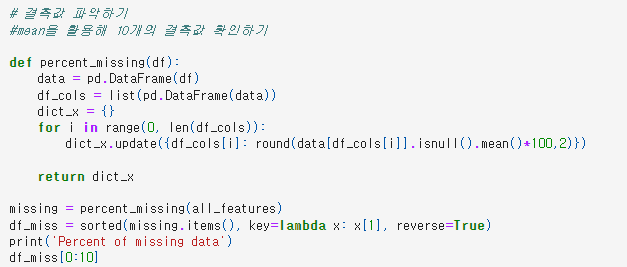 # 결측값 파악하기
#mean을 활용해 10개의 결측값 확인하기
def percent_missing(df):
    data = pd.DataFrame(df)
    df_cols = list(pd.DataFrame(data))
    dict_x = {}
    for i in range(0, len(df_cols)):
        dict_x.update({df_cols[i]: round(data[df_cols[i]].isnull().mean()*100,2)})
    return dict_x
missing = percent_missing(all_features)
df_miss = sorted(missing.items(), key=lambda x: x[1], reverse=True)
print('Percent of missing data')
df_miss[0:10]